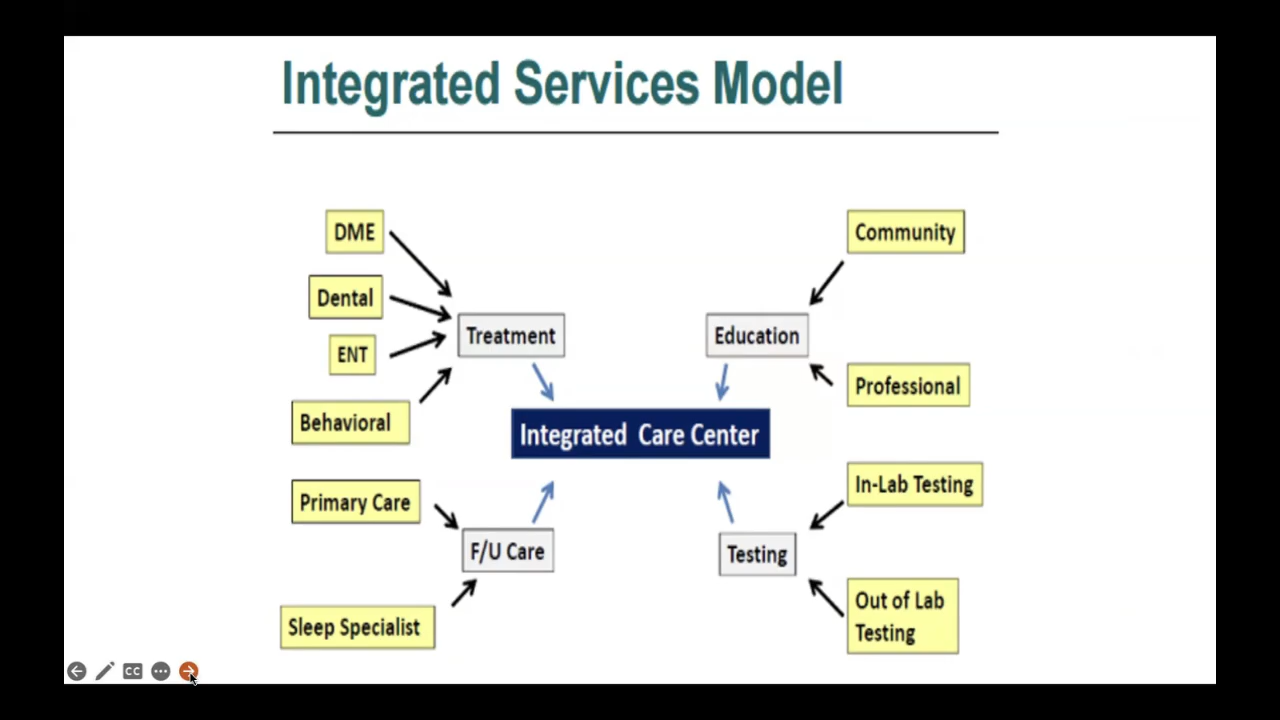 Integrated Services Model
DME
Dental
ENT
Behavioral
Treatment
Community
Education
Professional
Integrated Care Center
Primary Care
F/U Care
Sleep Specialist
In-Lab Testing
Testing
Out of Lab
Testing
CC